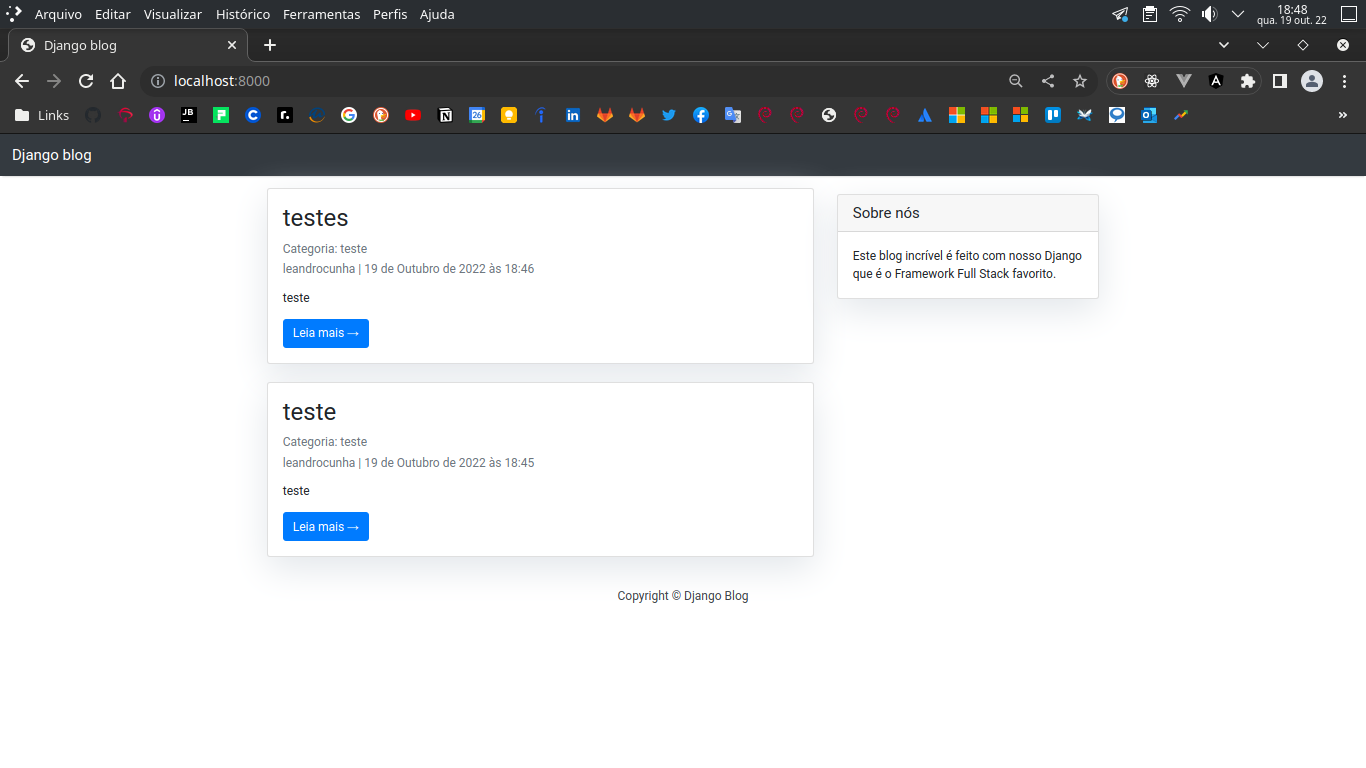 Arquivo Editar Visualizar Histórico Ferramentas Perfis Ajuda
18:48
qua. 19 out. 22
Django blog
localhost:8000
Links
JB
26
Django blog
testes
Categoria: teste
leandrocunha | 19 de Outubro de 2022 às 18:46
teste
Leia mais →
teste
Categoria: teste
leandrocunha | 19 de Outubro de 2022 às 18:45
teste
Leia mais →
Sobre nós
Este blog incrível é feito com nosso Django
que é o Framework Full Stack favorito.
Copyright © Django Blog